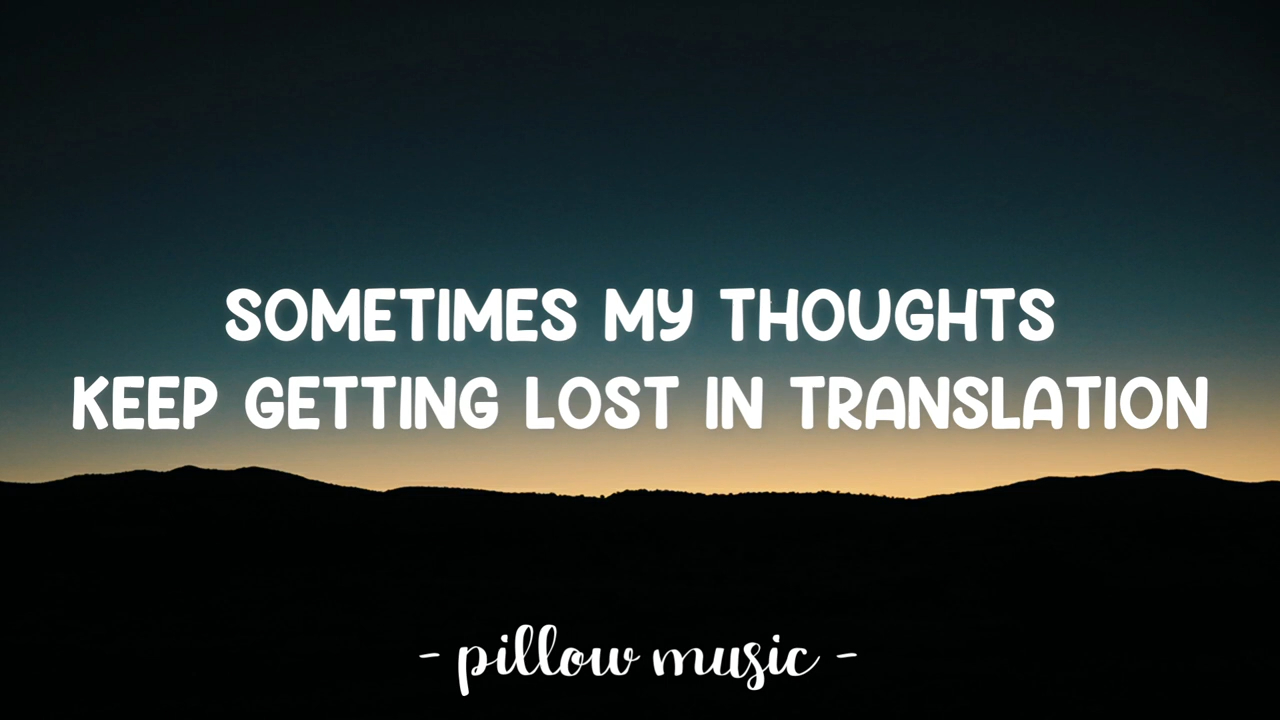 SOMETIMES MY THOUGHTS
KEEP GETTING LOST IN TRANSLATION
- pillow music -